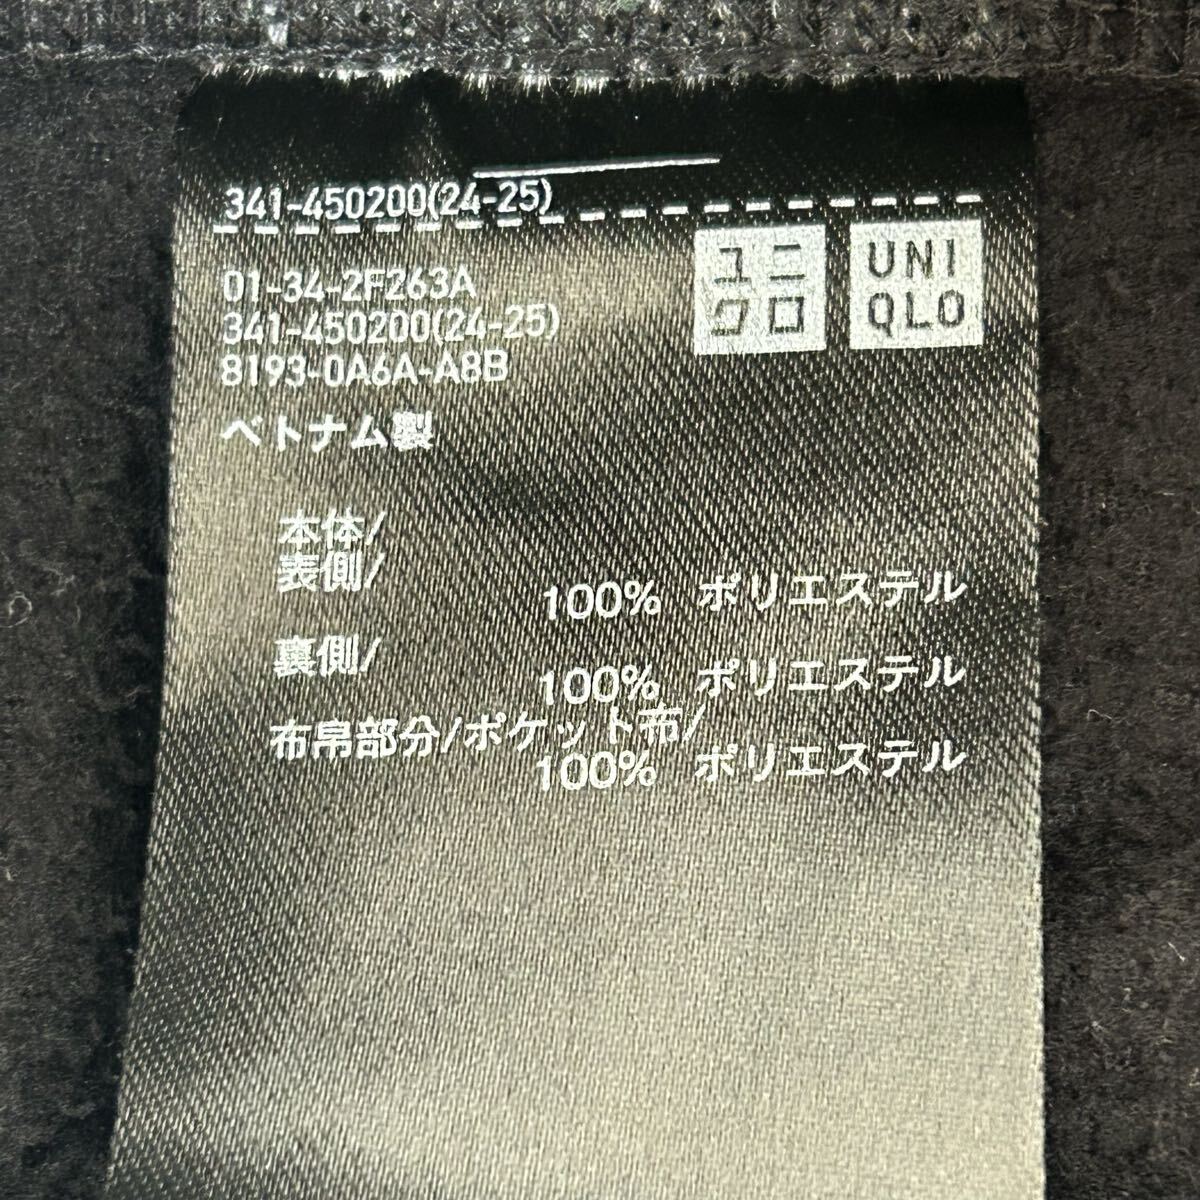 341-450200(24-25)
ユニ
クロ
UNI
QLO
01-34-2F263A
341-450200(24-25)
8193-0A6A-A8B
ベトナム製
本体/
表側/
100% ポリエステル
裏側/
100% ポリエステル
布帛部分/ポケット布/
100% ポリエステル